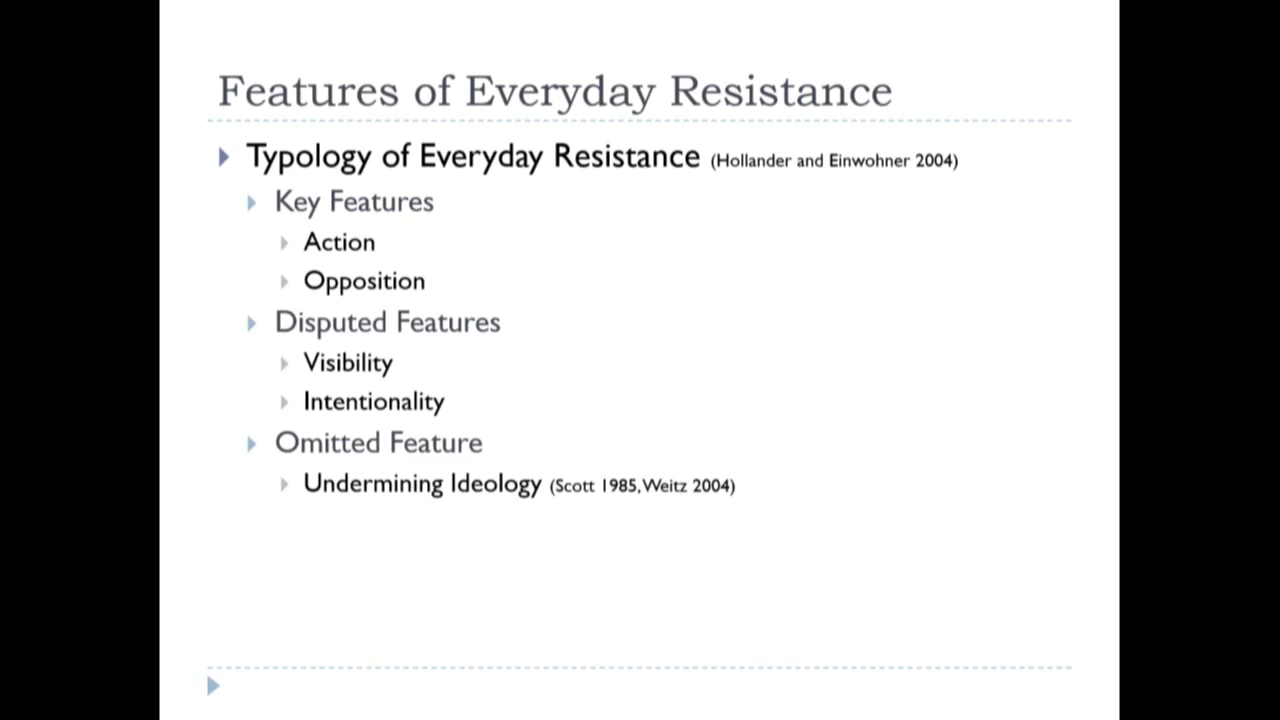 Features of Everyday Resistance
Typology of Everyday Resistance (Hollander and Einwohner 2004)
Key Features
Action
Opposition
Disputed Features
Visibility
Intentionality
Omitted Feature
Undermining Ideology (Scott 1985, Weitz 2004)